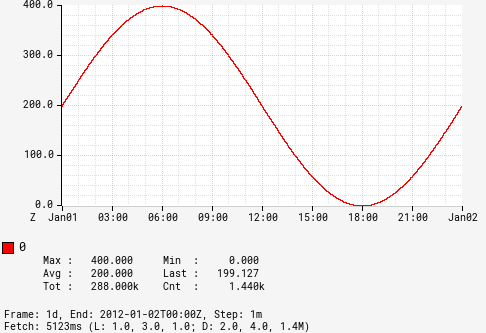 400.0
300.0
200.0
100.0
0.0
Z Jan01 03:00 06:00 09:00 12:00 15:00 18:00 21:00 Jan02
0
Max : 400.000 Min : 0.000
Avg : 200.000 Last : 199.127
Tot : 288.000k Cnt : 1.440k
Frame: 1d, End: 2012-01-02T00:00Z, Step: 1m
Fetch: 5123ms (L: 1.0, 3.0, 1.0; D: 2.0, 4.0, 1.4M)